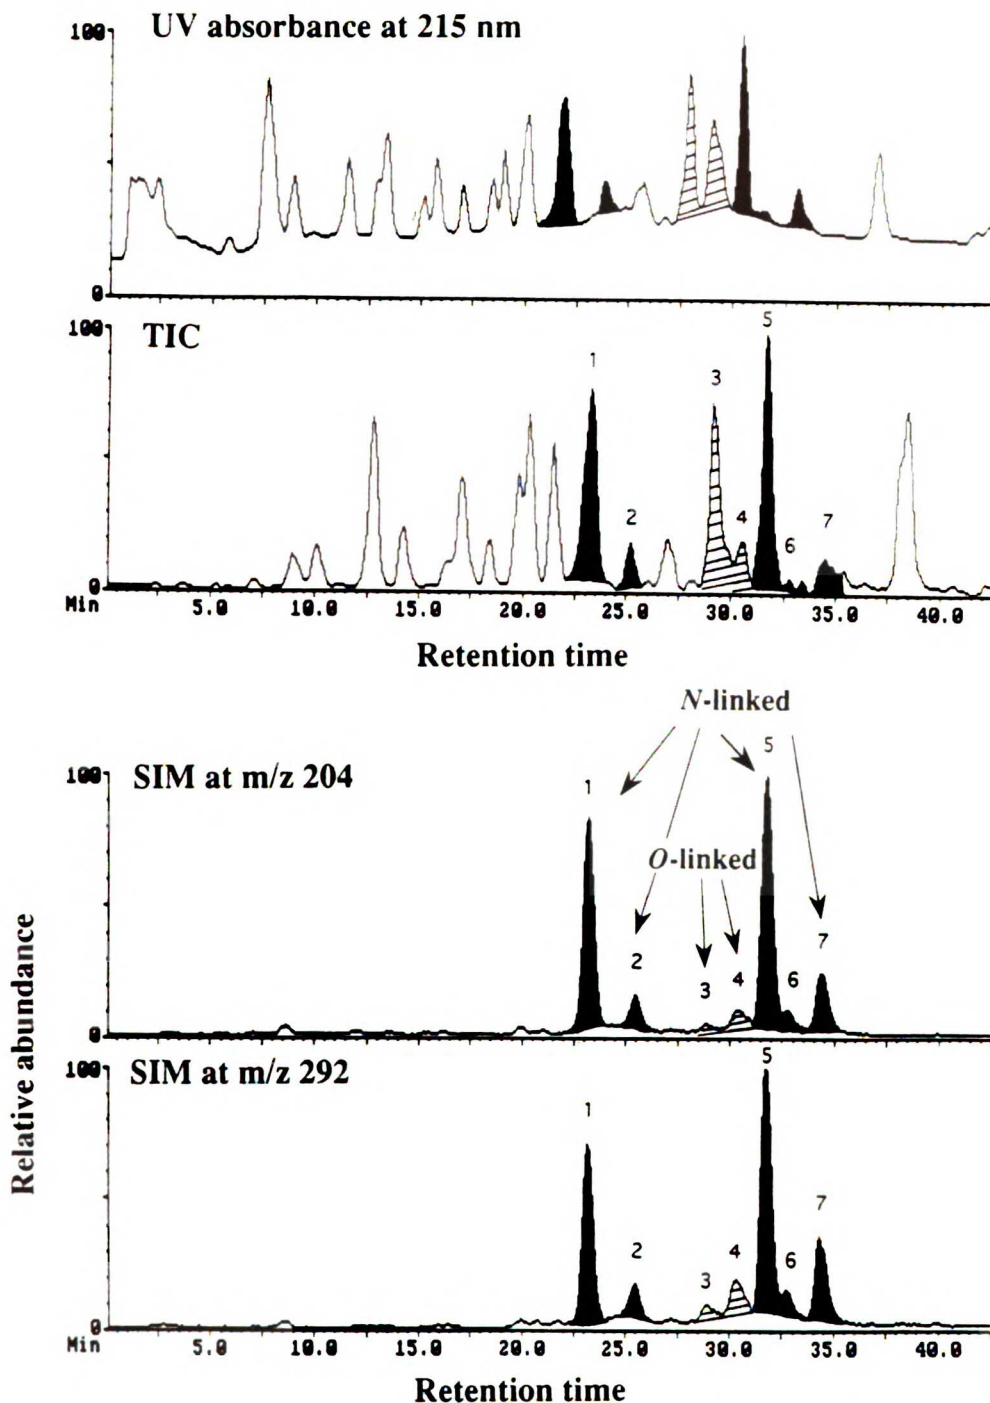 UV absorbance at 215 nm
100
0
TIC
100
5
1
3
2
4
7
6
0
Min 5.0 10.0 15.0 20.0 25.0 30.0 35.0 40.0
Retention time
N-linked
SIM at m/z 204
100
5
1
O-linked
2
3
4
6
7
0
SIM at m/z 292
100
5
1
7
2
3
4
6
0
Min 5.0 10.0 15.0 20.0 25.0 30.0 35.0 40.0
Retention time
Relative abundance